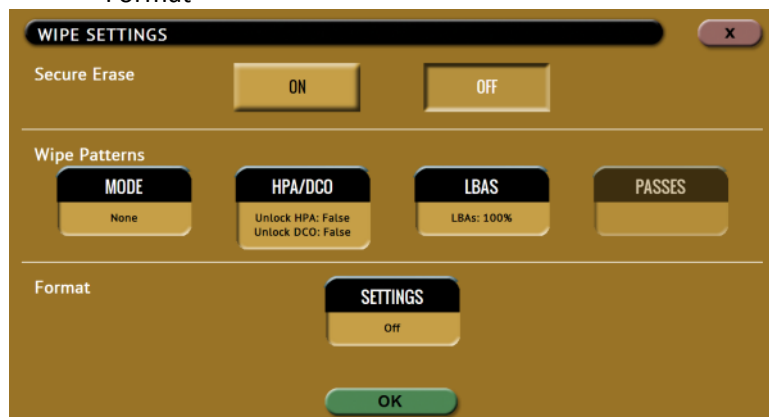 Format
WIPE SETTINGS
X
Secure Erase
ON
OFF
Wipe Patterns
MODE
None
HPA/DCO
Unlock HPA: False
Unlock DCO: False
LBAS
LBAs: 100%
PASSES
Format
SETTINGS
Off
OK